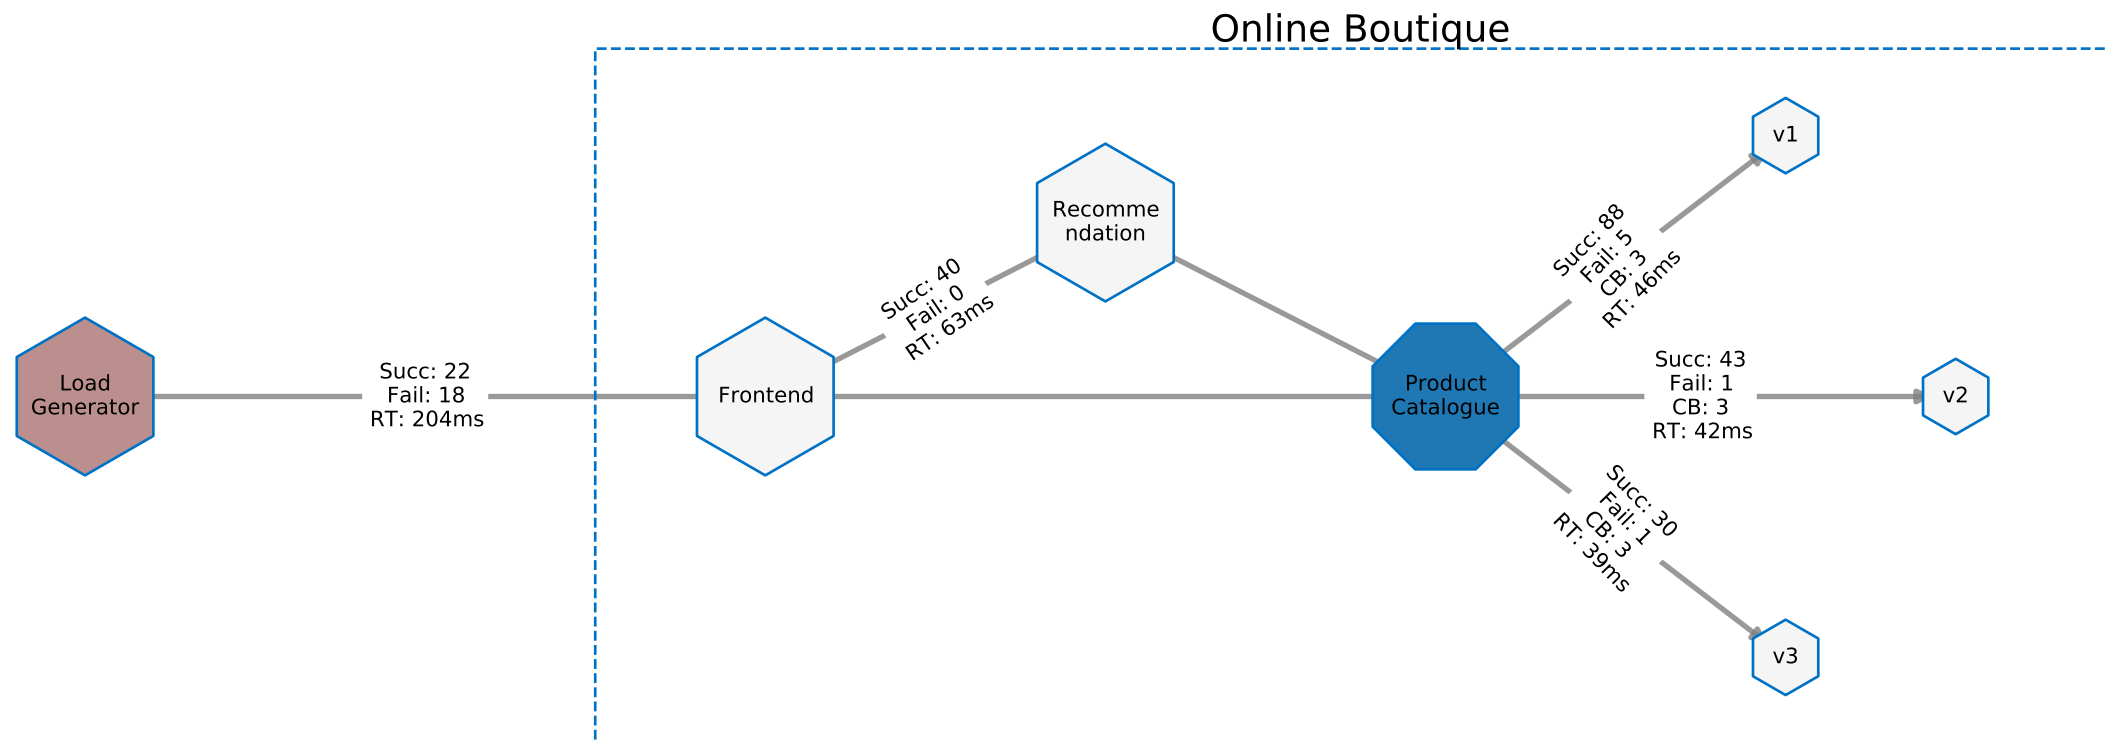 Online Boutique
Load
Generator
Succ: 22
Fail: 18
RT: 204ms
Frontend
Succ: 40
Fail: 0
RT: 63ms
Recomme
ndation
Product
Catalogue
Succ: 88
Fail: 5
CB: 3
RT: 46ms
v1
Succ: 43
Fail: 1
CB: 3
RT: 42ms
v2
Succ: 30
Fail: 1
CB: 3
RT: 39ms
v3